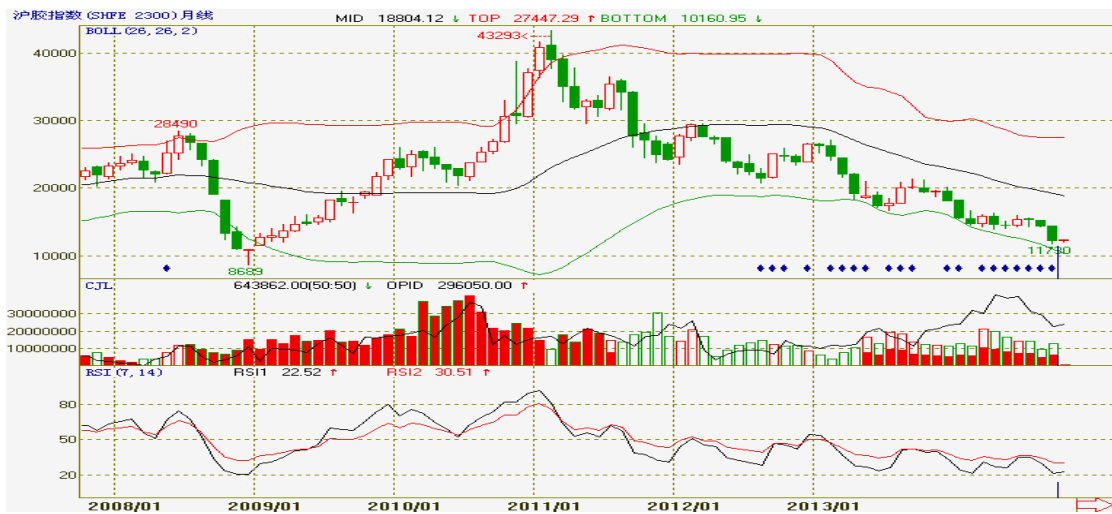 沪胶指数(SHFE 2300)月线 MID 18804.12 ↓ TOP 27447.29 ↑ BOTTOM 10160.95 ↓
BOLL(26,26,2)
43293
40000
30000
28490
20000
10000
8689
11730
CJL 643862.00(50:50) ↓ OPID 296050.00 ↑
30000000
20000000
10000000
RSI(7,14) RSI1 22.52 ↑ RSI2 30.51 ↑
80
50
20
2008/01 2009/01 2010/01 2011/01 2012/01 2013/01